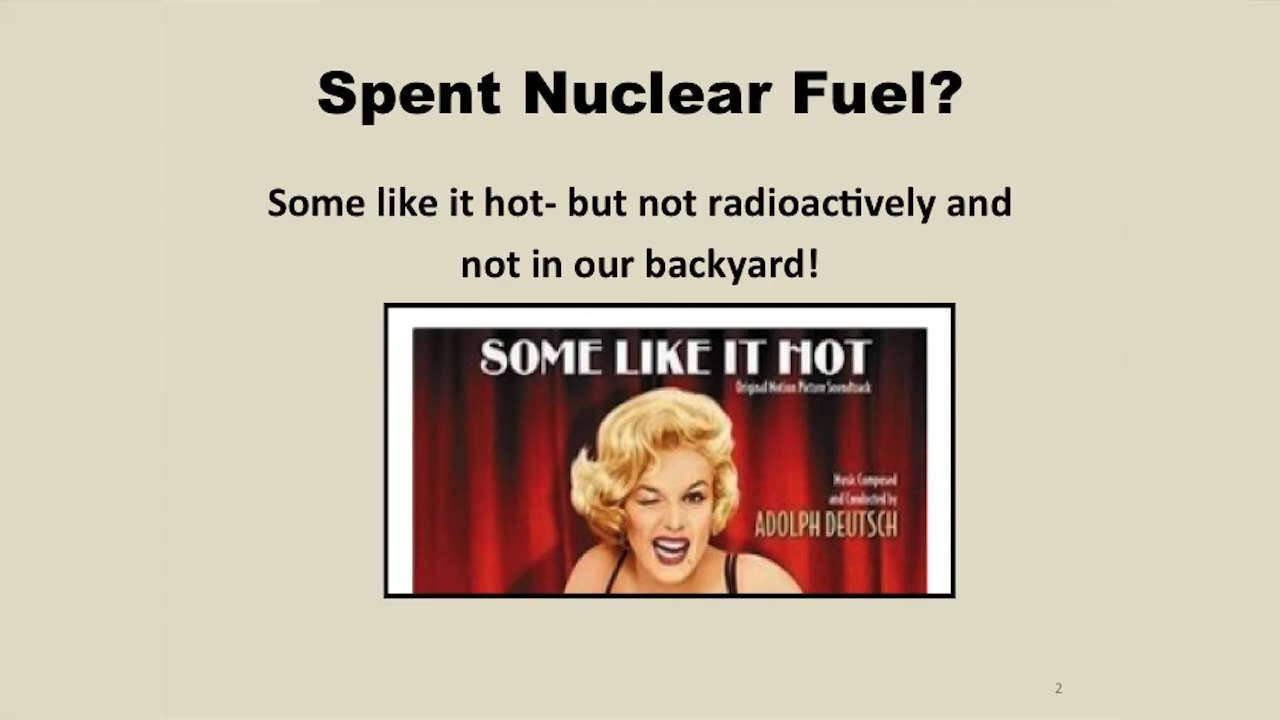 Spent Nuclear Fuel?
Some like it hot- but not radioactively and
not in our backyard!
SOME LIKE IT HOT
Original Motion Picture Soundtrack
Music Composed
and Conducted by
ADOLPH DEUTSCH
2